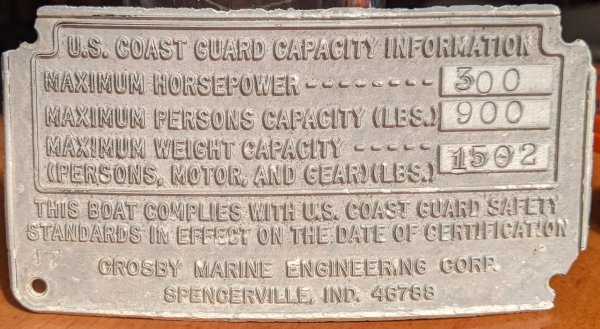 U.S. COAST GUARD CAPACITY INFORMATION
MAXIMUM HORSEPOWER -------- 300
MAXIMUM PERSONS CAPACITY (LBS.) 900
MAXIMUM WEIGHT CAPACITY ----- 1502
(PERSONS, MOTOR, AND GEAR)(LBS.)
THIS BOAT COMPLIES WITH U.S. COAST GUARD SAFETY
STANDARDS IN EFFECT ON THE DATE OF CERTIFICATION
CROSBY MARINE ENGINEERING CORP.
SPENCERVILLE, IND. 46788